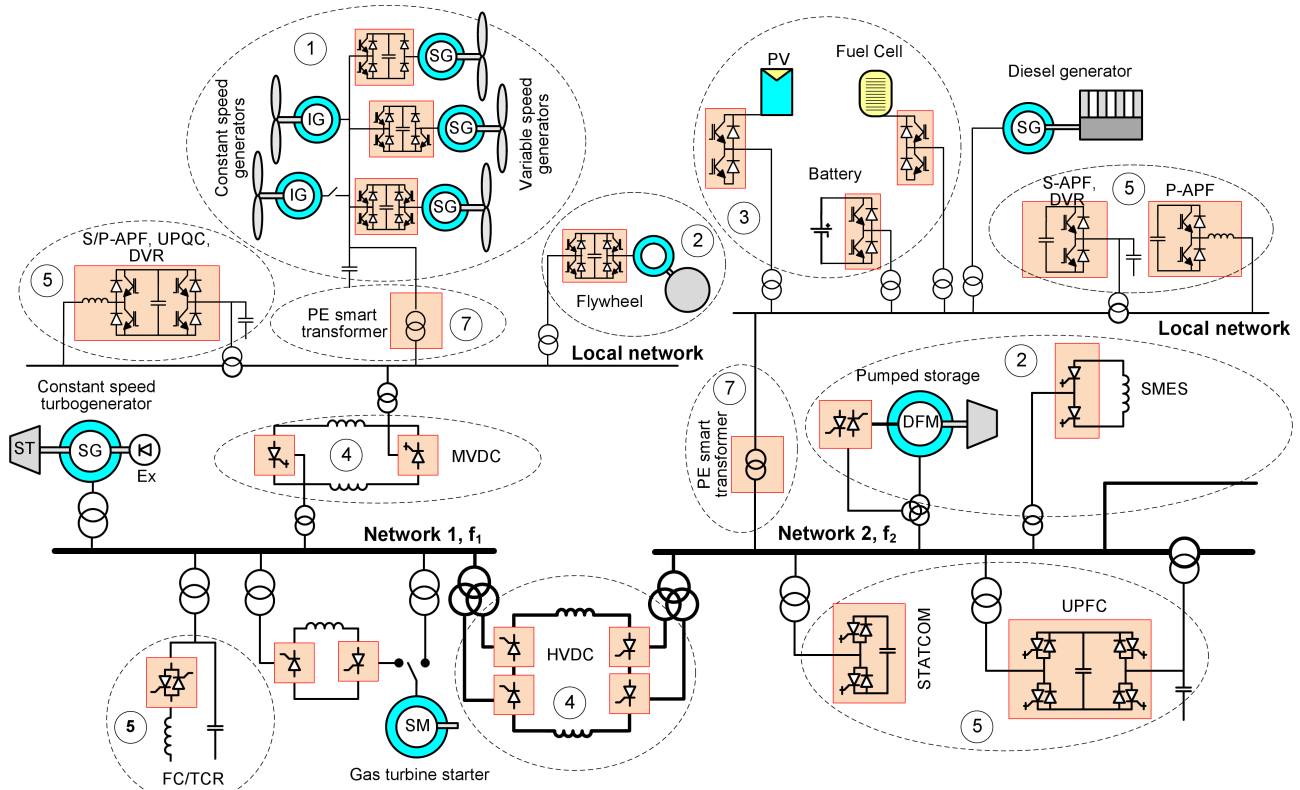 1
SG
Constant speed
generators
IG
SG
Variable speed
generators
IG
SG
PV
Fuel Cell
Diesel generator
SG
Battery
3
S-APF,
DVR
5
P-APF
S/P-APF, UPQC,
DVR
5
2
Flywheel
PE smart
transformer
7
Local network
Local network
Constant speed
turbogenerator
ST
SG
Ex
4
MVDC
7
PE smart
transformer
Pumped storage
DFM
2
SMES
Network 1, f1
Network 2, f2
HVDC
4
STATCOM
UPFC
5
5
FC/TCR
SM
Gas turbine starter